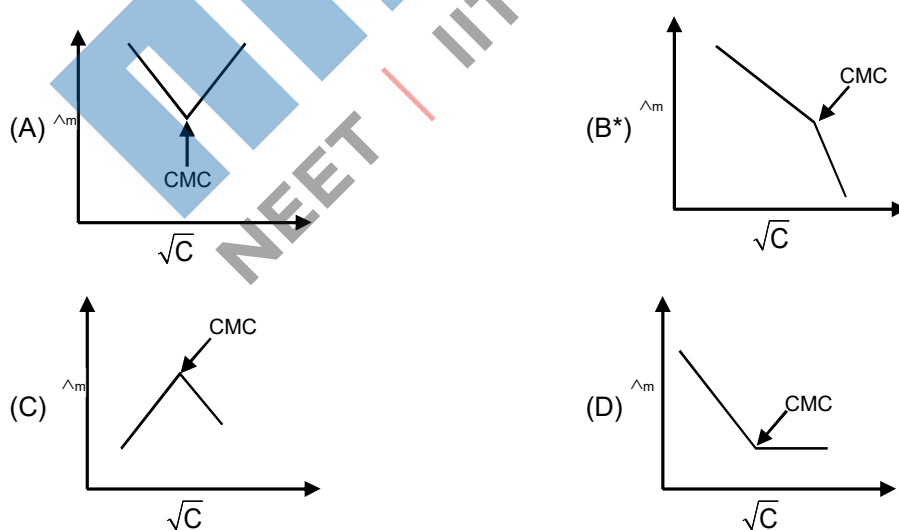 (A)
∧m
CMC
√C
(B*)
∧m
CMC
√C
NEET | IIT
(C)
∧m
CMC
√C
(D)
∧m
CMC
√C